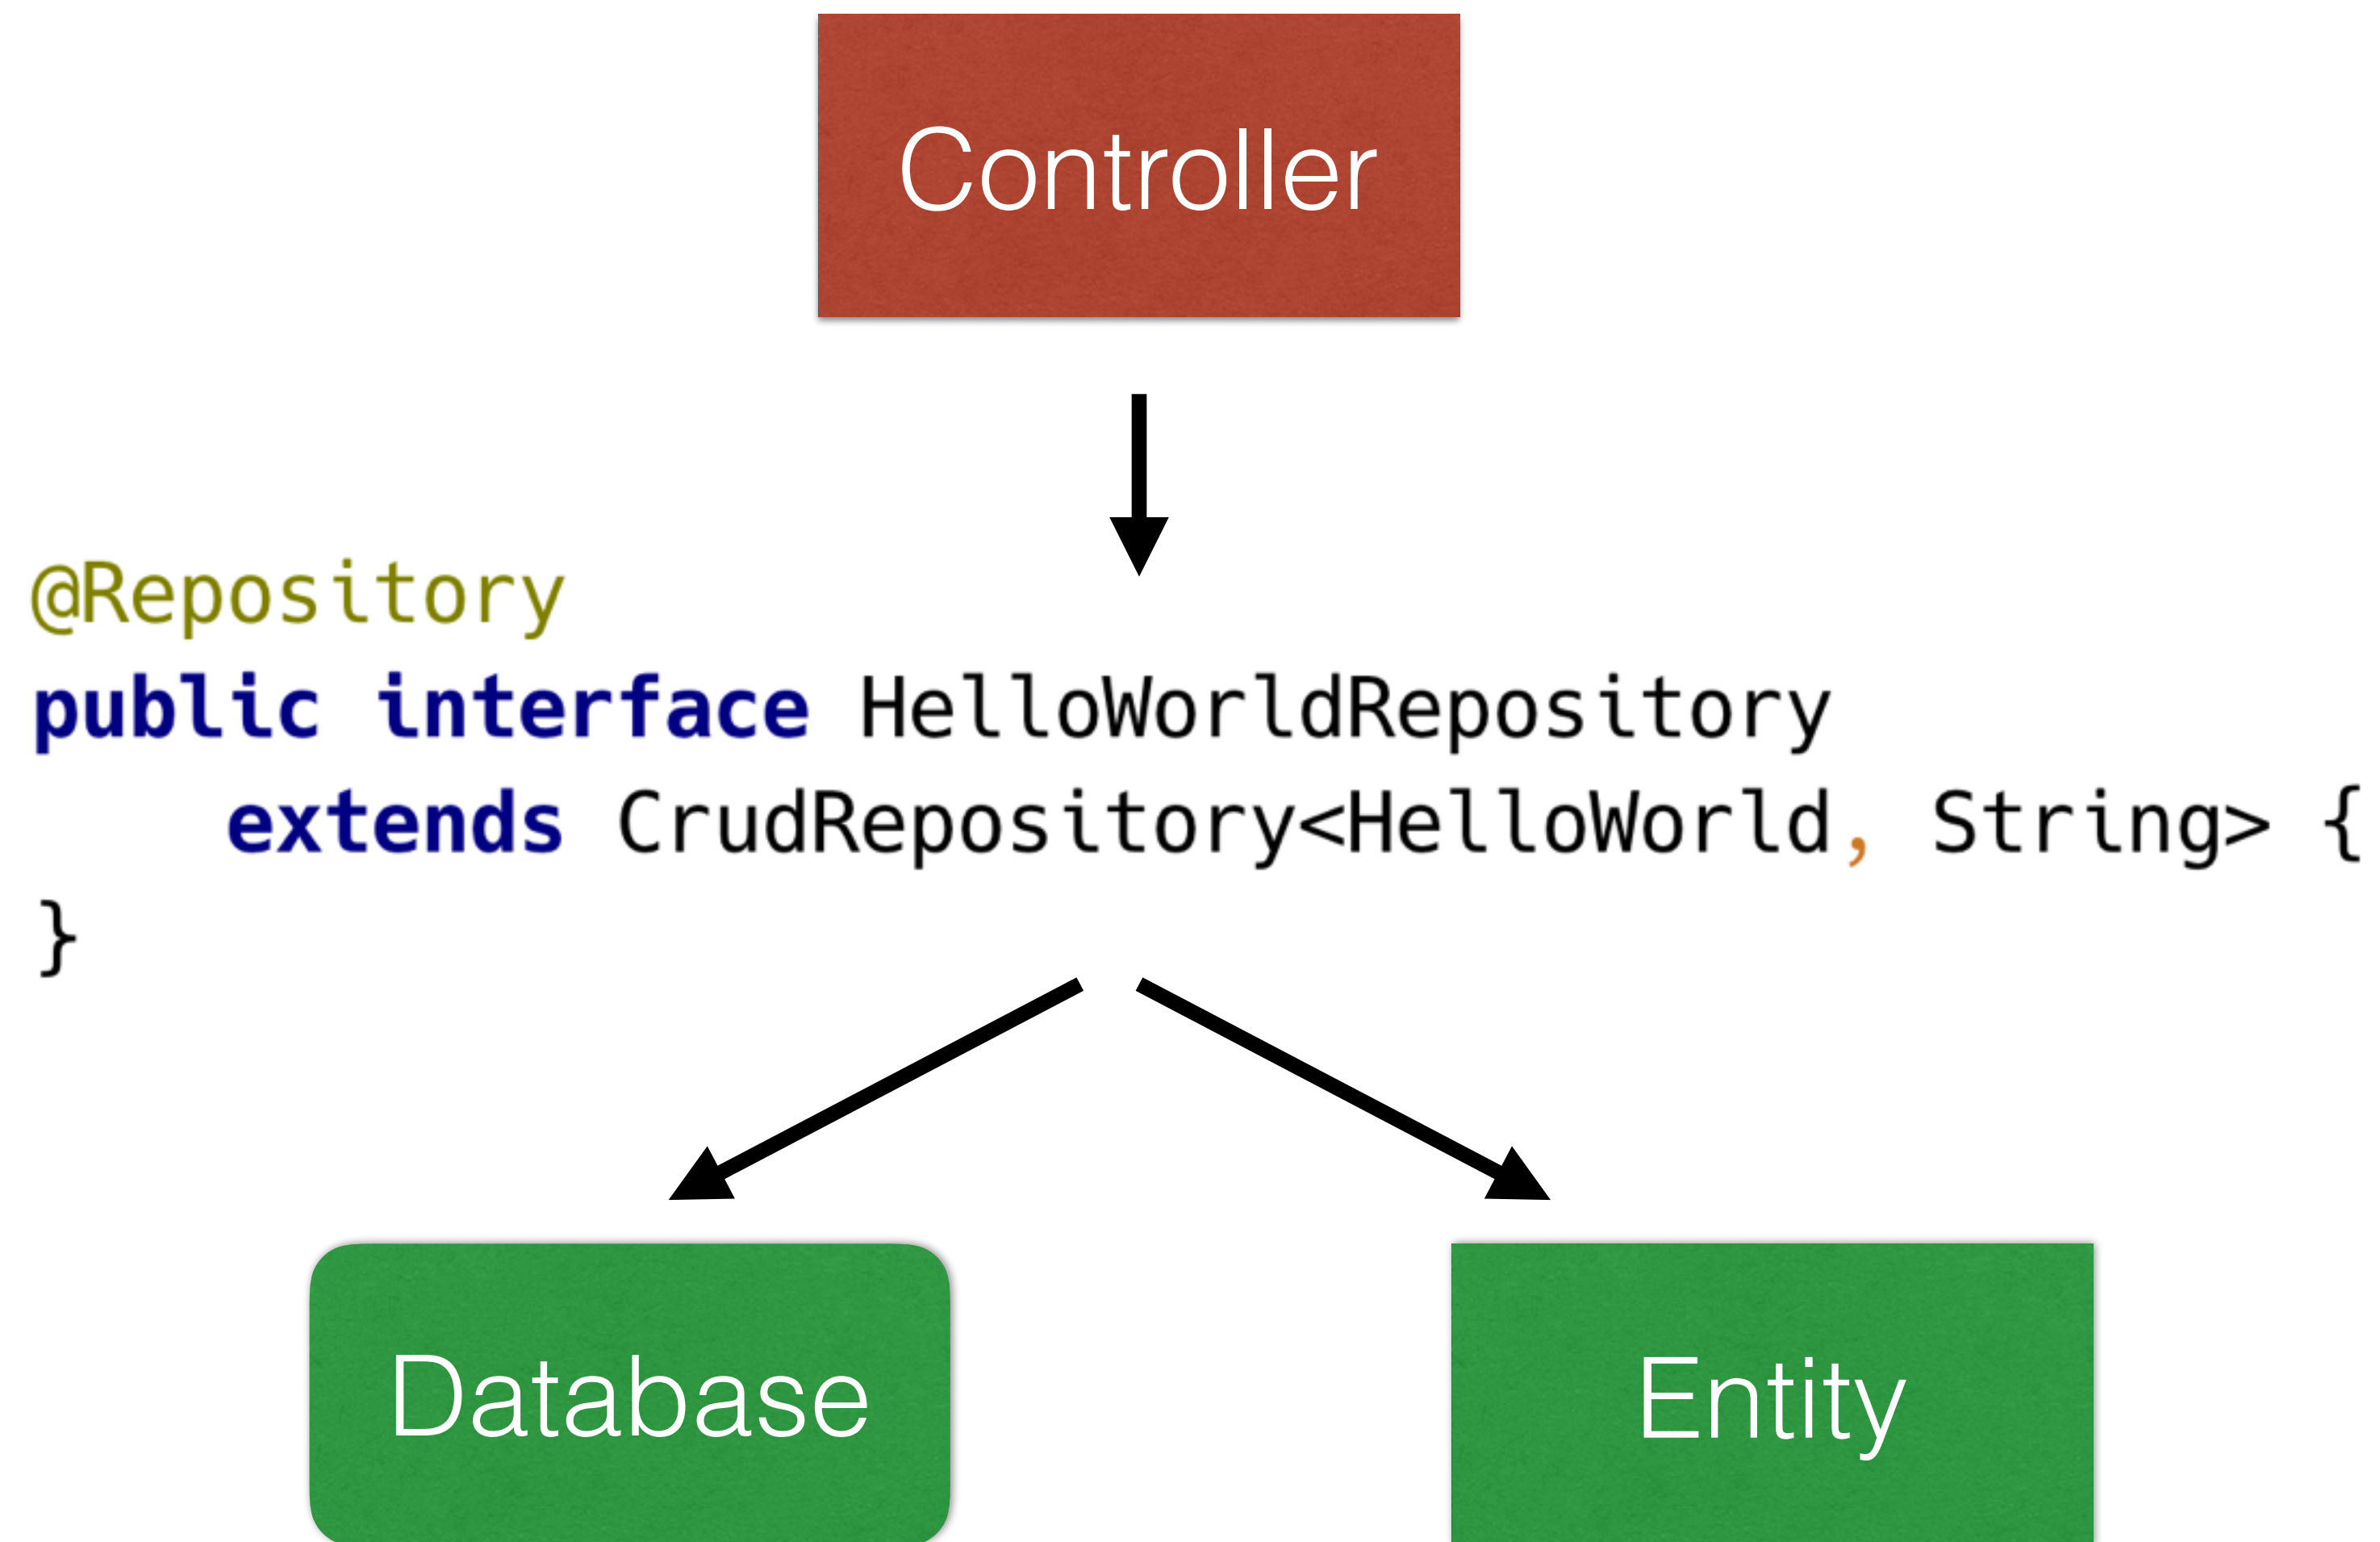 Controller
@Repository
public interface HelloWorldRepository
    extends CrudRepository<HelloWorld, String> {
}
Database
Entity